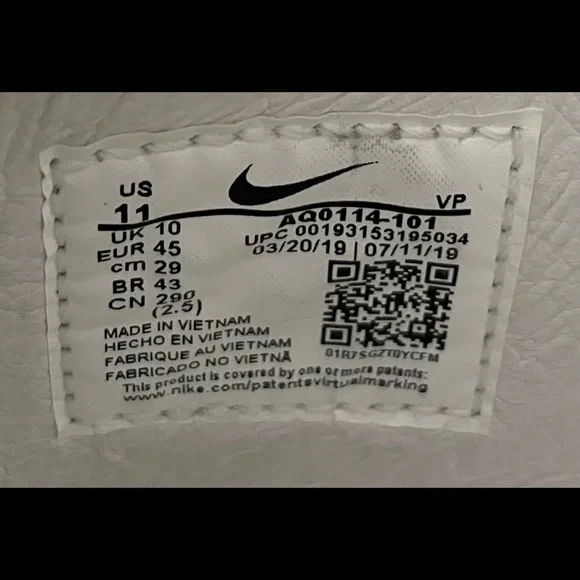 US
11
VP
UK 10
AQ0114-101
EUR 45
UPC 00193153195034
cm 29
03/20/19 | 07/11/19
BR 43
CN 290
(2.5)
MADE IN VIETNAM
HECHO EN VIETNAM
FABRIQUE AU VIETNAM
FABRICADO NO VIETNÃ
01R7SGZT0YCFM
This product is covered by one or more patents:
www.nike.com/patentsvirtualmarking